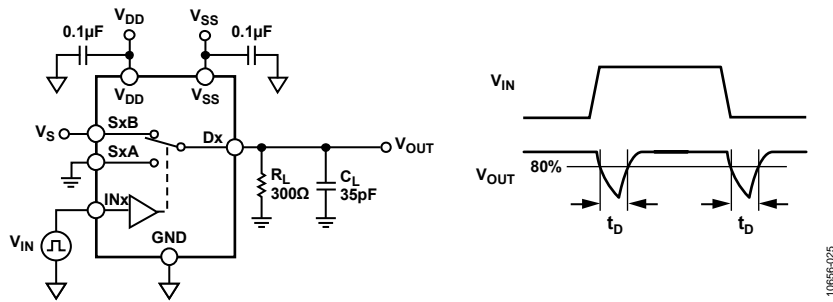 VDD
VSS
0.1µF
0.1µF
VDD
VSS
VS
SxB
Dx
VOUT
SxA
RL
300Ω
CL
35pF
INx
VIN
GND
VIN
VOUT
80%
tD
tD
10656-025